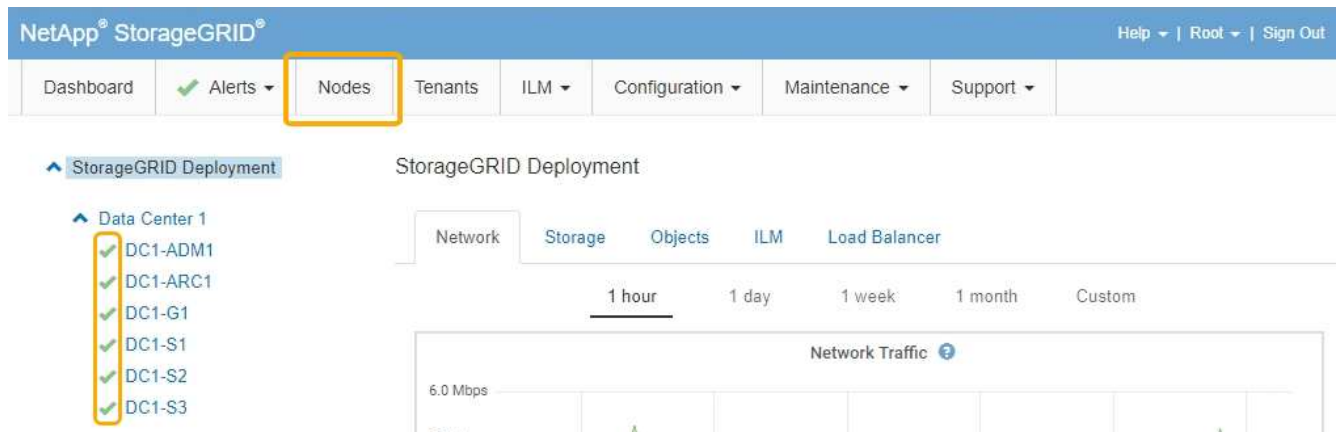 NetApp® StorageGRID®
Help | Root | Sign Out
Dashboard Alerts Nodes Tenants ILM Configuration Maintenance Support
StorageGRID Deployment
StorageGRID Deployment
Data Center 1
DC1-ADM1
DC1-ARC1
DC1-G1
DC1-S1
DC1-S2
DC1-S3
Network Storage Objects ILM Load Balancer
1 hour 1 day 1 week 1 month Custom
Network Traffic ?
6.0 Mbps